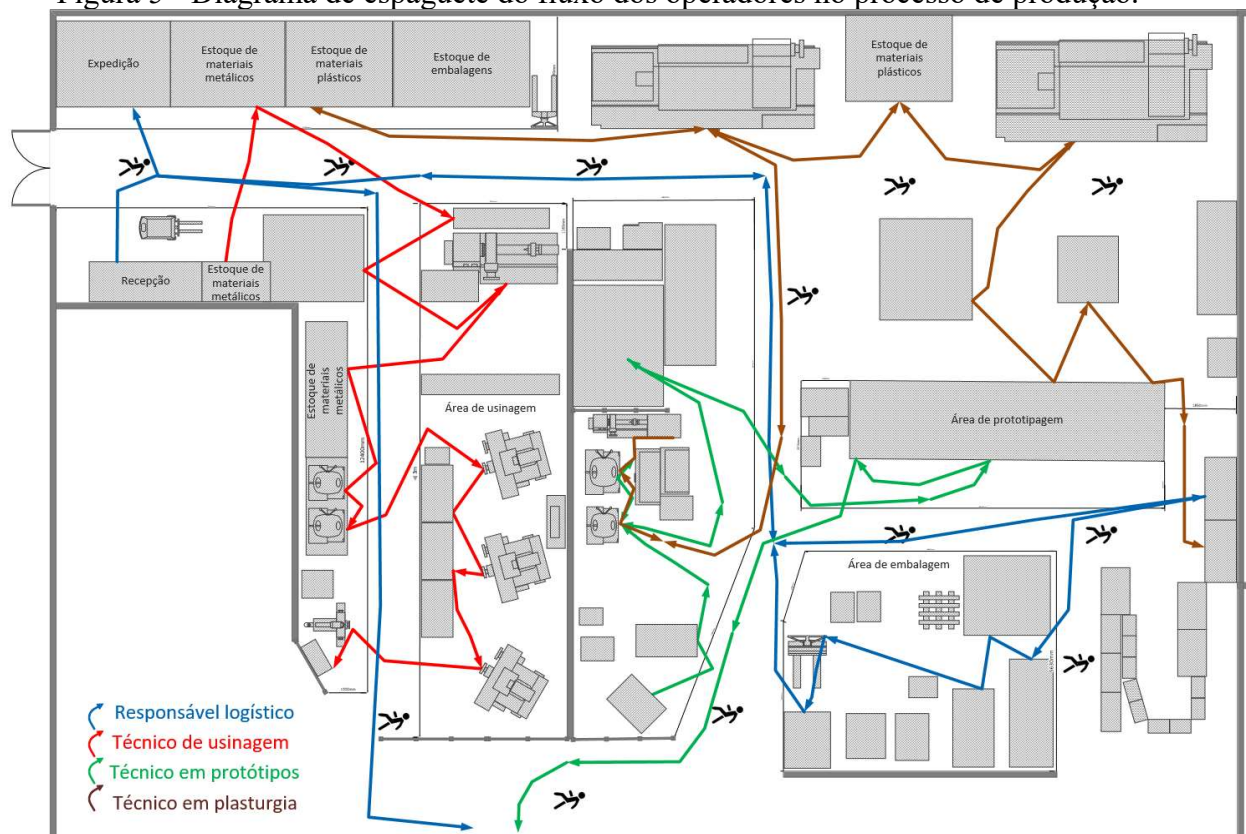 Figura 3 - Diagrama de espaguete do fluxo dos operadores no processo de produção.
Expedição
Estoque de
materiais
metálicos
Estoque de
materiais
plásticos
Estoque de
embalagens
Estoque de
materiais
plásticos
Recepção
Estoque de
materiais
metálicos
Estoque de
materiais
metálicos
Área de usinagem
Área de prototipagem
Área de embalagem
Responsável logístico
Técnico de usinagem
Técnico em protótipos
Técnico em plasturgia